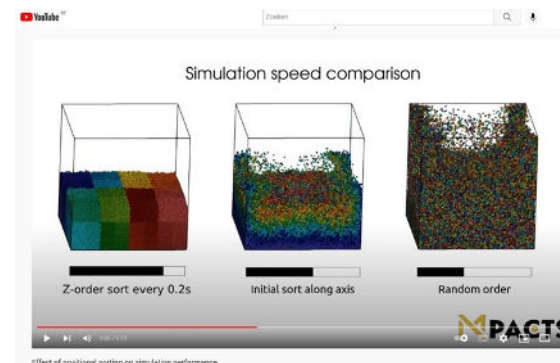 YouTube BE
Zoeken
Simulation speed comparison
Z-order sort every 0.2s
Initial sort along axis
Random order
MPACTS
Effect of positional sorting on simulation performance